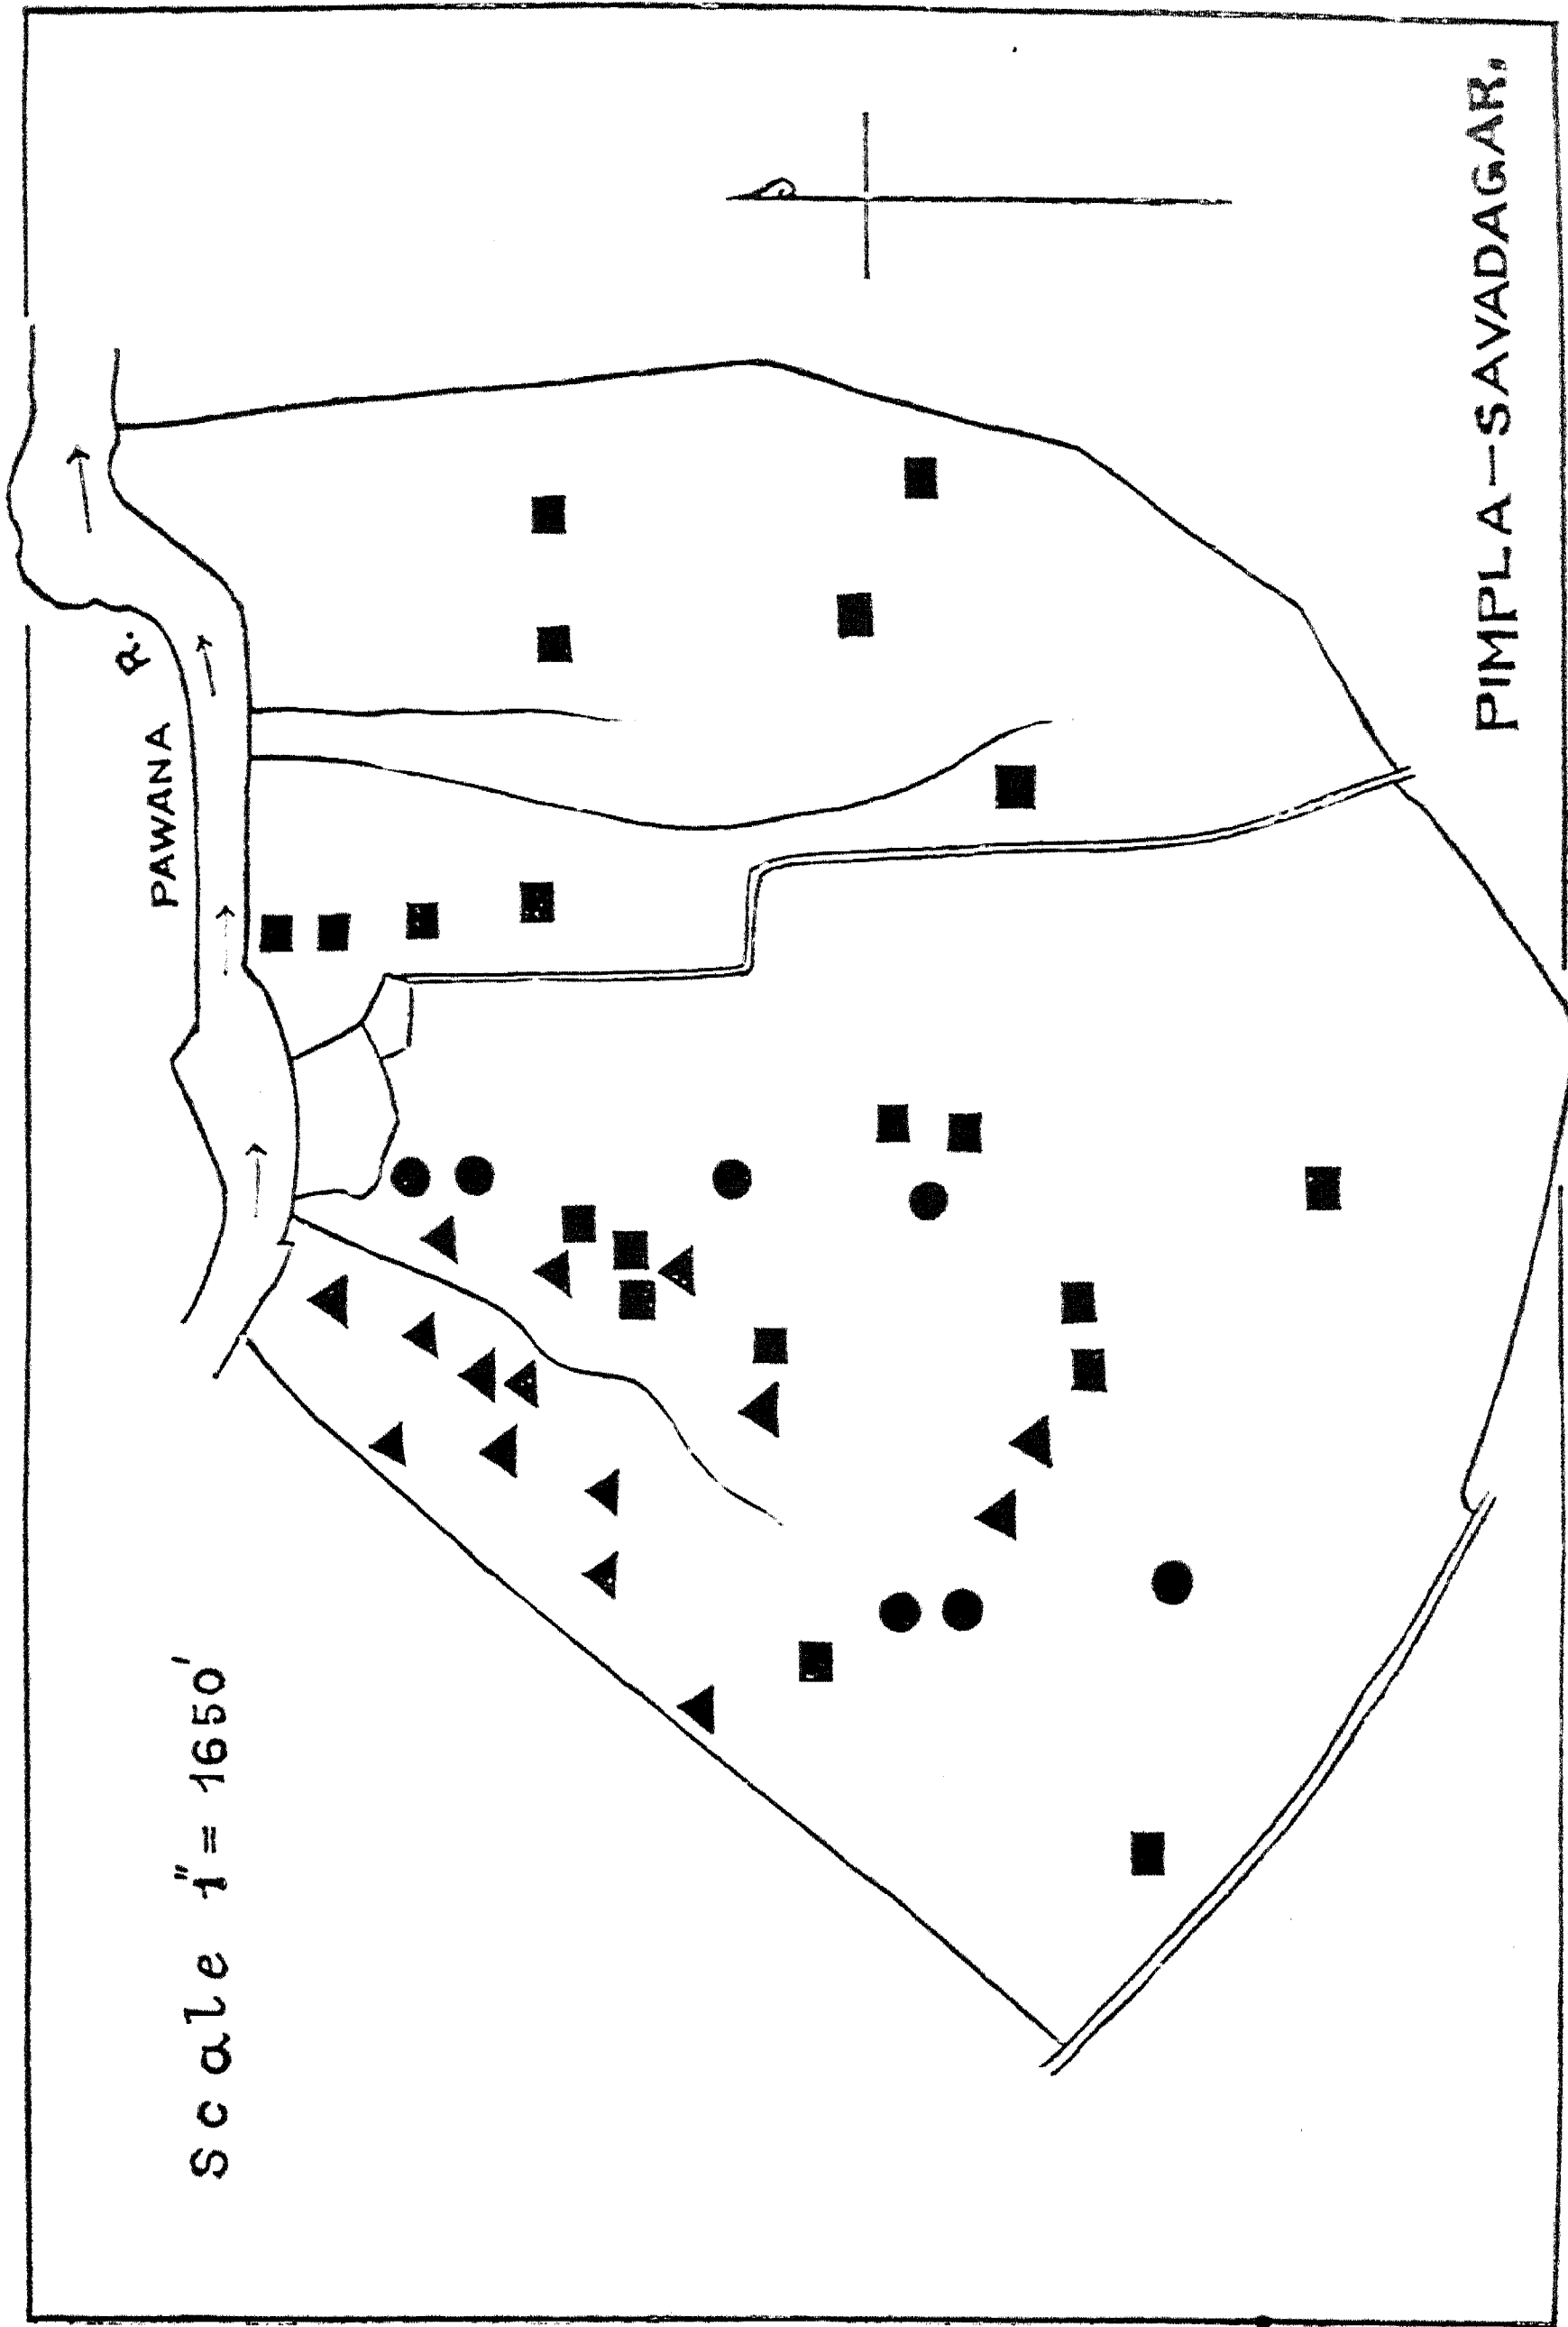 Scale 1" = 1650'
PAWANA R.
PIMPLA-SAVADAGAR.